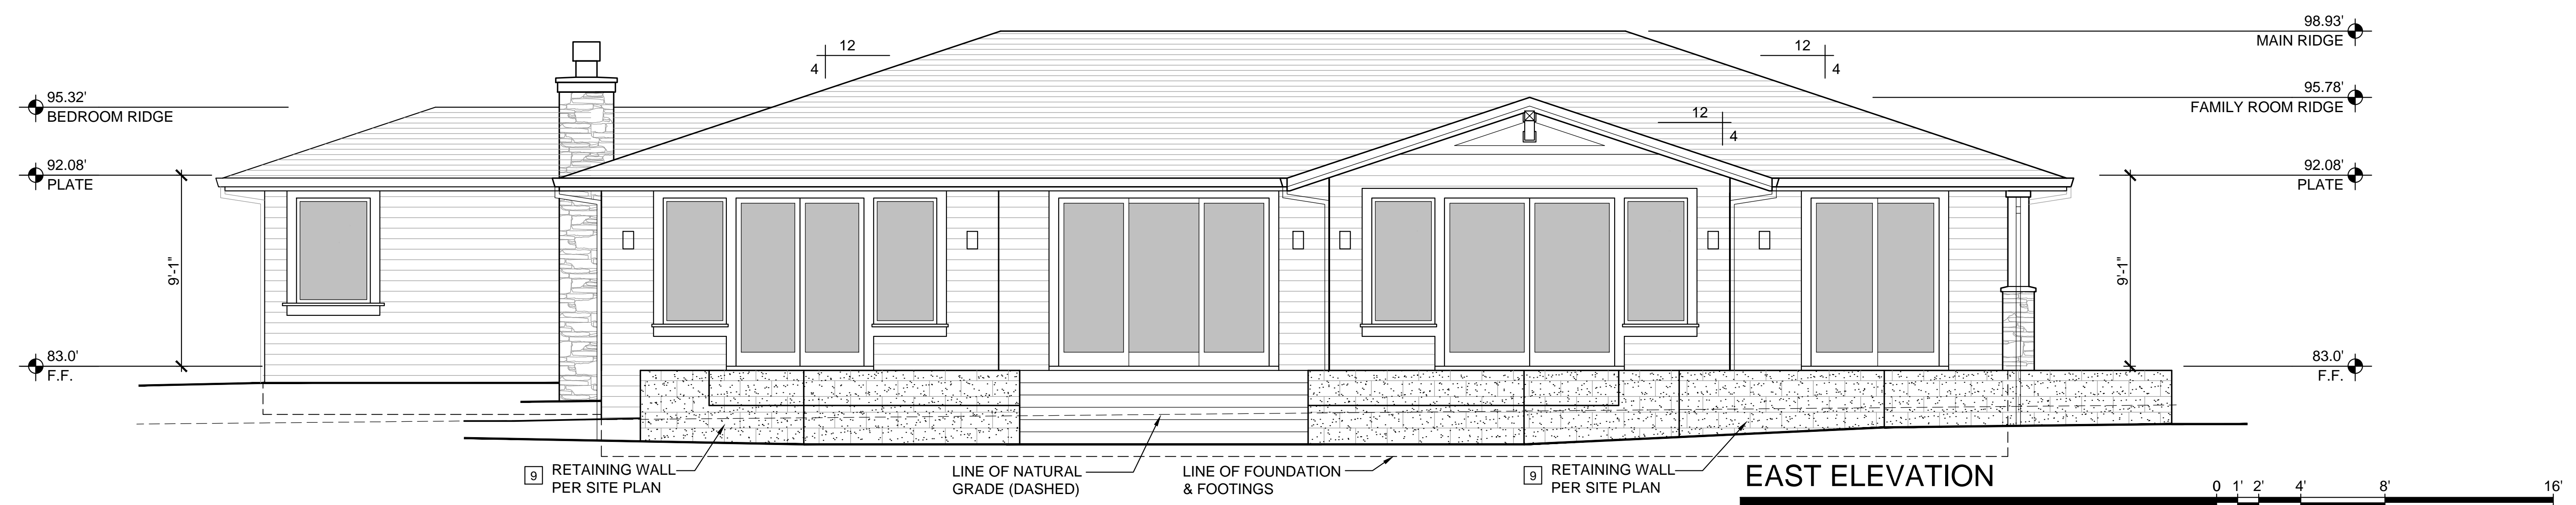 98.93'
MAIN RIDGE
12
4
12
4
95.32'
BEDROOM RIDGE
95.78'
FAMILY ROOM RIDGE
12
4
92.08'
PLATE
92.08'
PLATE
9'-1"
9'-1"
83.0'
F.F.
83.0'
F.F.
9 RETAINING WALL
PER SITE PLAN
LINE OF NATURAL
GRADE (DASHED)
LINE OF FOUNDATION
& FOOTINGS
9 RETAINING WALL
PER SITE PLAN
EAST ELEVATION
0 1' 2' 4' 8' 16'